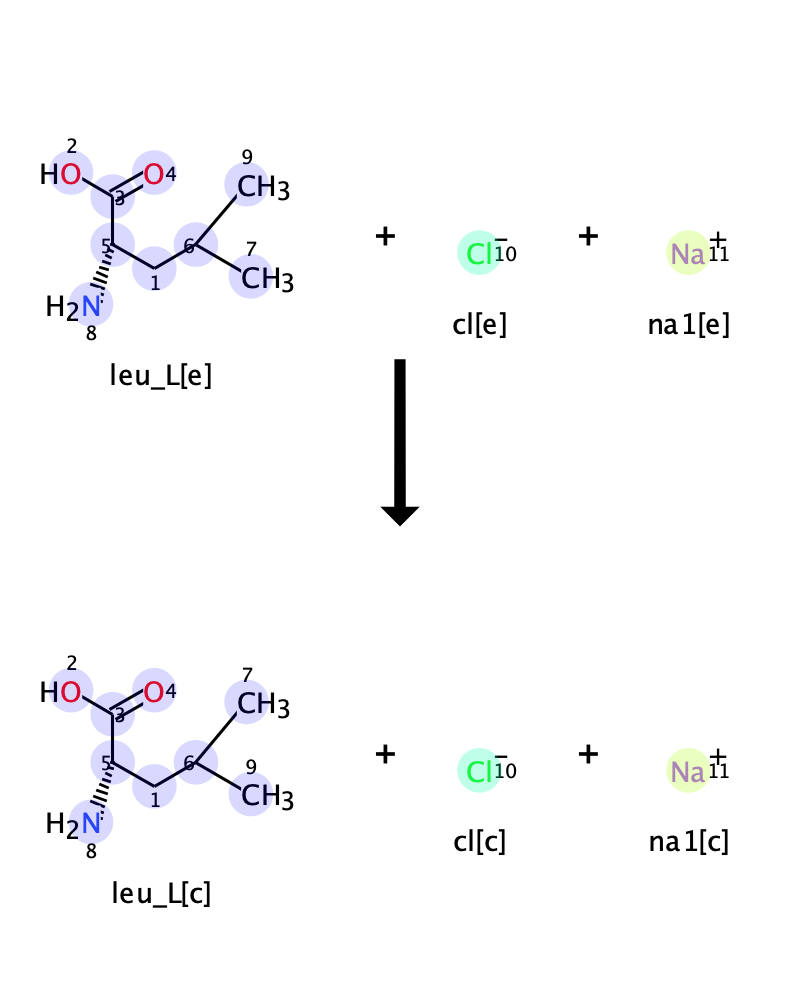 2
9
HO
O4
CH3
3
+
+
Cl−
10
Na+
11
5
6
7
CH3
1
H2N
8
cl[e]
na1[e]
leu_L[e]
2
7
HO
O4
CH3
3
+
+
Cl−
10
Na+
11
5
6
9
CH3
1
H2N
8
cl[c]
na1[c]
leu_L[c]